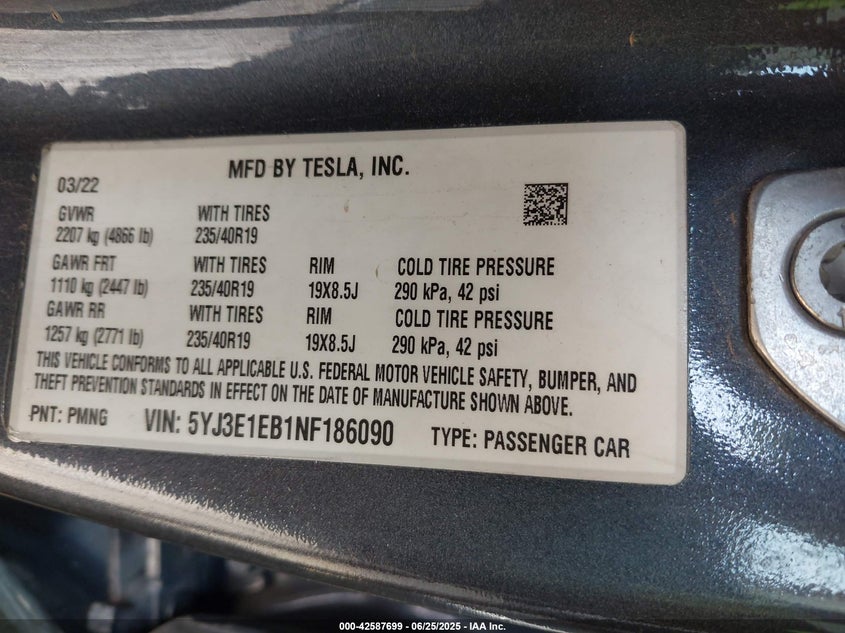 MFD BY TESLA, INC.
03/22
GVWR WITH TIRES
2207 kg (4866 lb) 235/40R19
GAWR FRT WITH TIRES RIM COLD TIRE PRESSURE
1110 kg (2447 lb) 235/40R19 19X8.5J 290 kPa, 42 psi
GAWR RR WITH TIRES RIM COLD TIRE PRESSURE
1257 kg (2771 lb) 235/40R19 19X8.5J 290 kPa, 42 psi
THIS VEHICLE CONFORMS TO ALL APPLICABLE U.S. FEDERAL MOTOR VEHICLE SAFETY, BUMPER, AND
THEFT PREVENTION STANDARDS IN EFFECT ON THE DATE OF MANUFACTURE SHOWN ABOVE.
PNT: PMNG VIN: 5YJ3E1EB1NF186090 TYPE: PASSENGER CAR
000-42587699 - 06/25/2025 - IAA Inc.